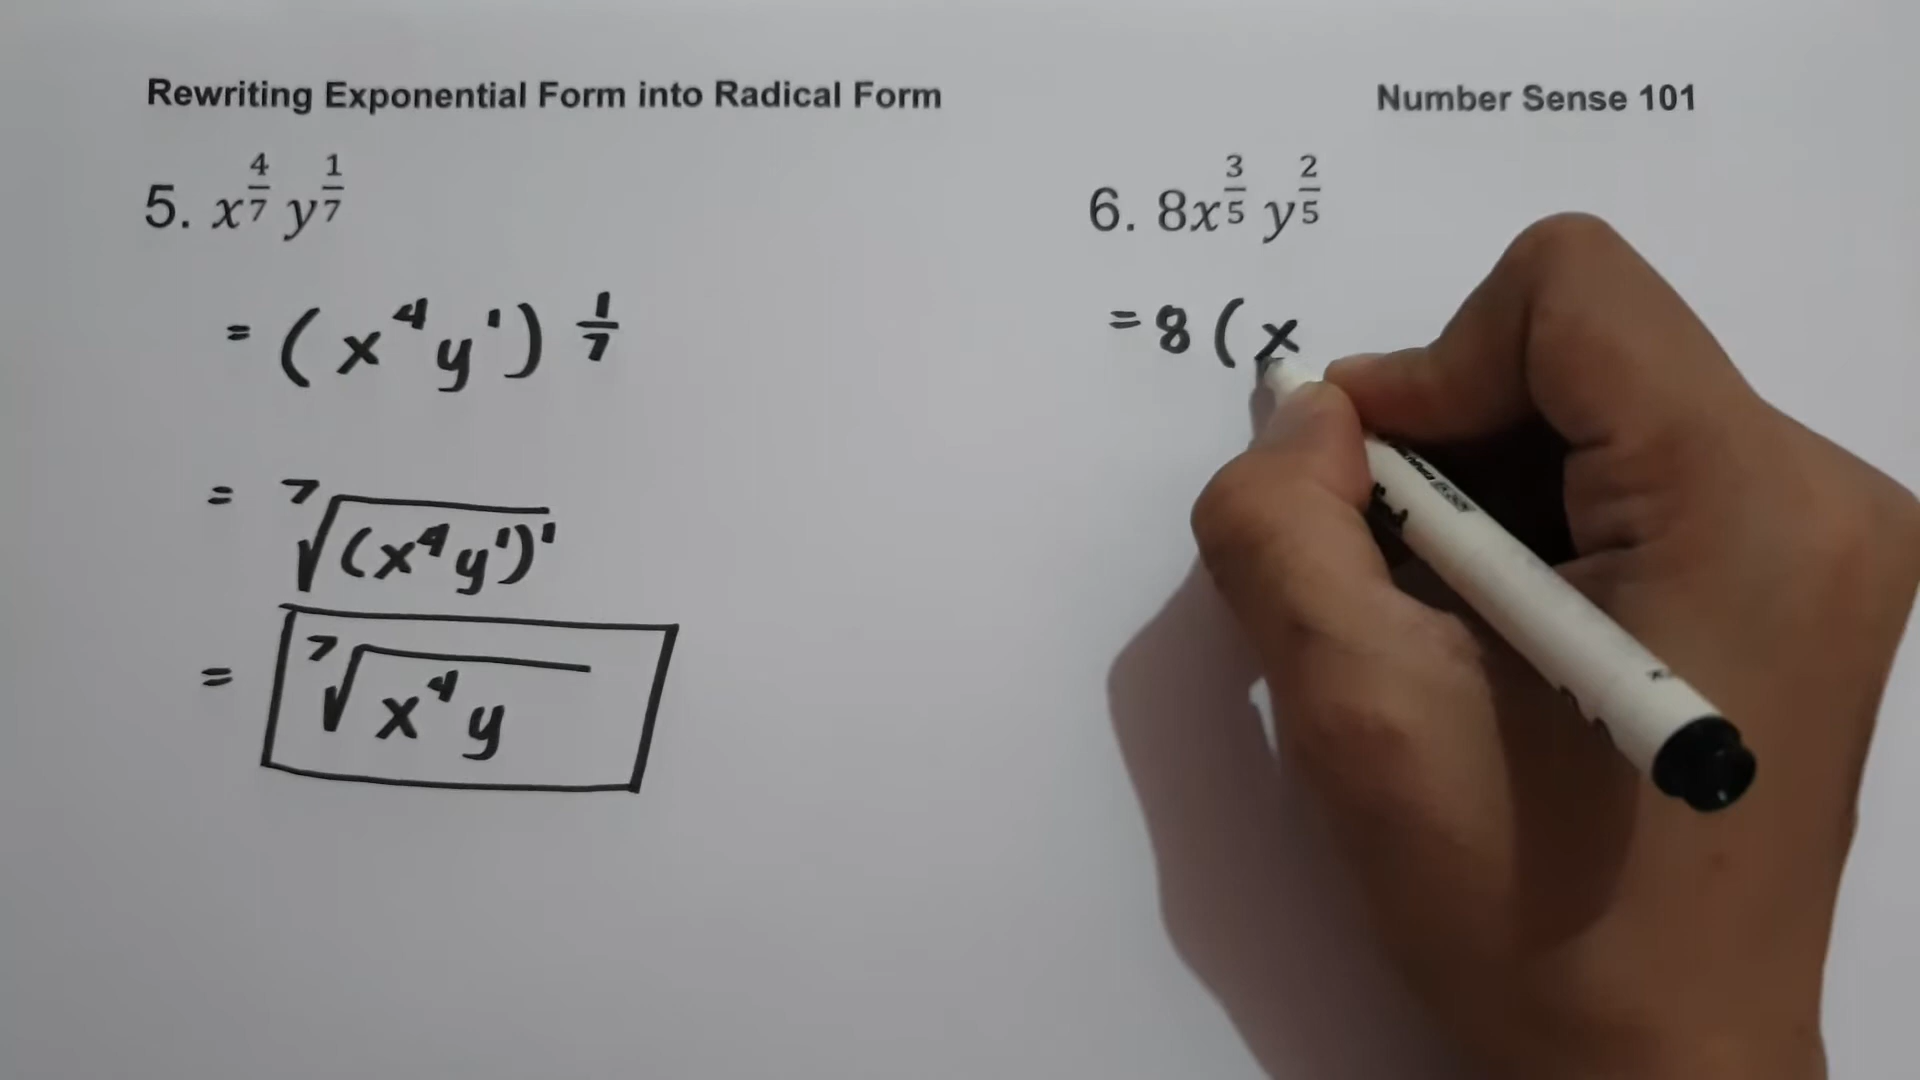 Rewriting Exponential Form into Radical Form
Number Sense 101
5. x^(4/7) y^(1/7)
= (x⁴y¹)^(1/7)
= ⁷√(x⁴y¹)¹
= ⁷√x⁴y
6. 8x^(3/5) y^(2/5)
= 8 (x